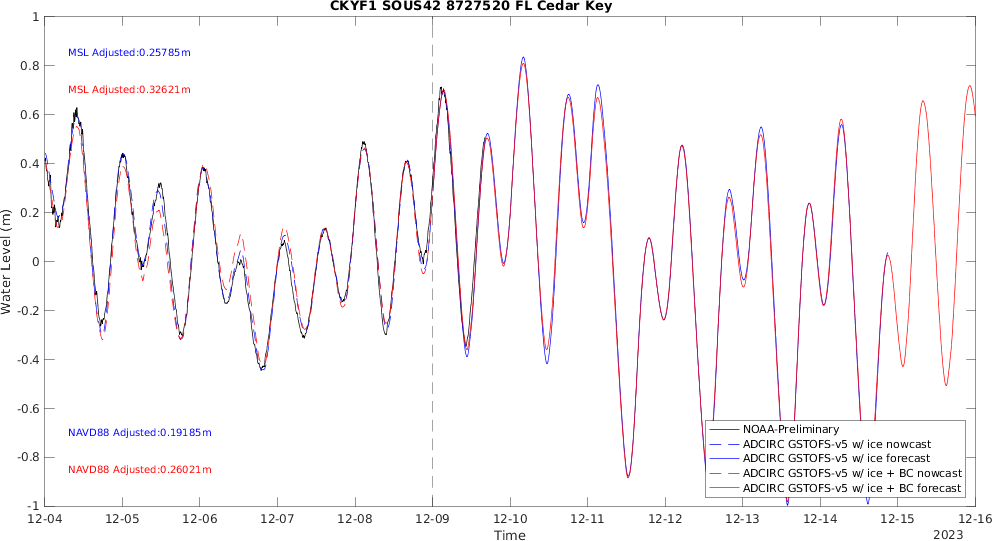 CKYF1 SOUS42 8727520 FL Cedar Key
MSL Adjusted:0.25785m
MSL Adjusted:0.32621m
NAVD88 Adjusted:0.19185m
NAVD88 Adjusted:0.26021m
Water Level (m)
1
0.8
0.6
0.4
0.2
0
-0.2
-0.4
-0.6
-0.8
-1
NOAA-Preliminary
ADCIRC GSTOFS-v5 w/ ice nowcast
ADCIRC GSTOFS-v5 w/ ice forecast
ADCIRC GSTOFS-v5 w/ ice + BC nowcast
ADCIRC GSTOFS-v5 w/ ice + BC forecast
12-04 12-05 12-06 12-07 12-08 12-09 12-10 12-11 12-12 12-13 12-14 12-15 12-16
Time
2023